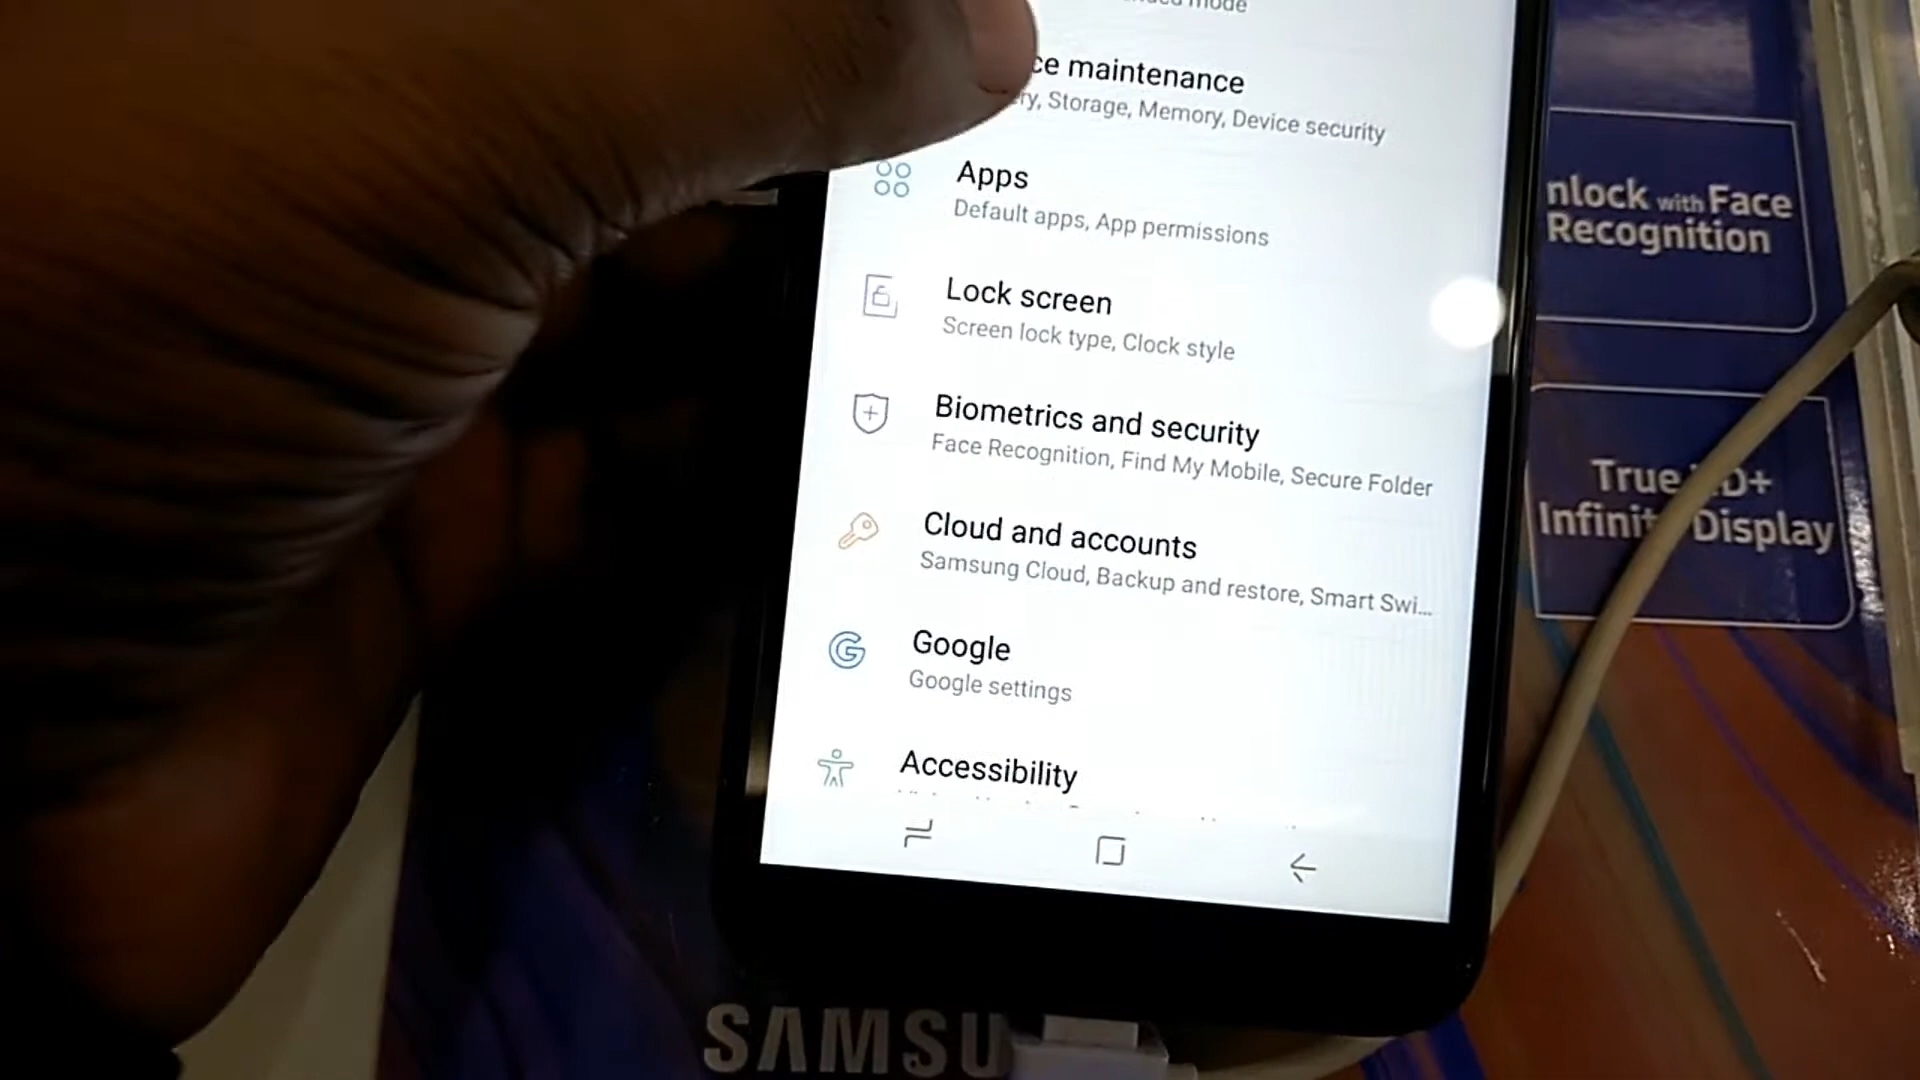 mode
ce maintenance
ry, Storage, Memory, Device security
Apps
Default apps, App permissions
Lock screen
Screen lock type, Clock style
Biometrics and security
Face Recognition, Find My Mobile, Secure Folder
Cloud and accounts
Samsung Cloud, Backup and restore, Smart Swi...
Google
Google settings
Accessibility
nlock with Face
Recognition
True D+
Infinit Display
SAMSU